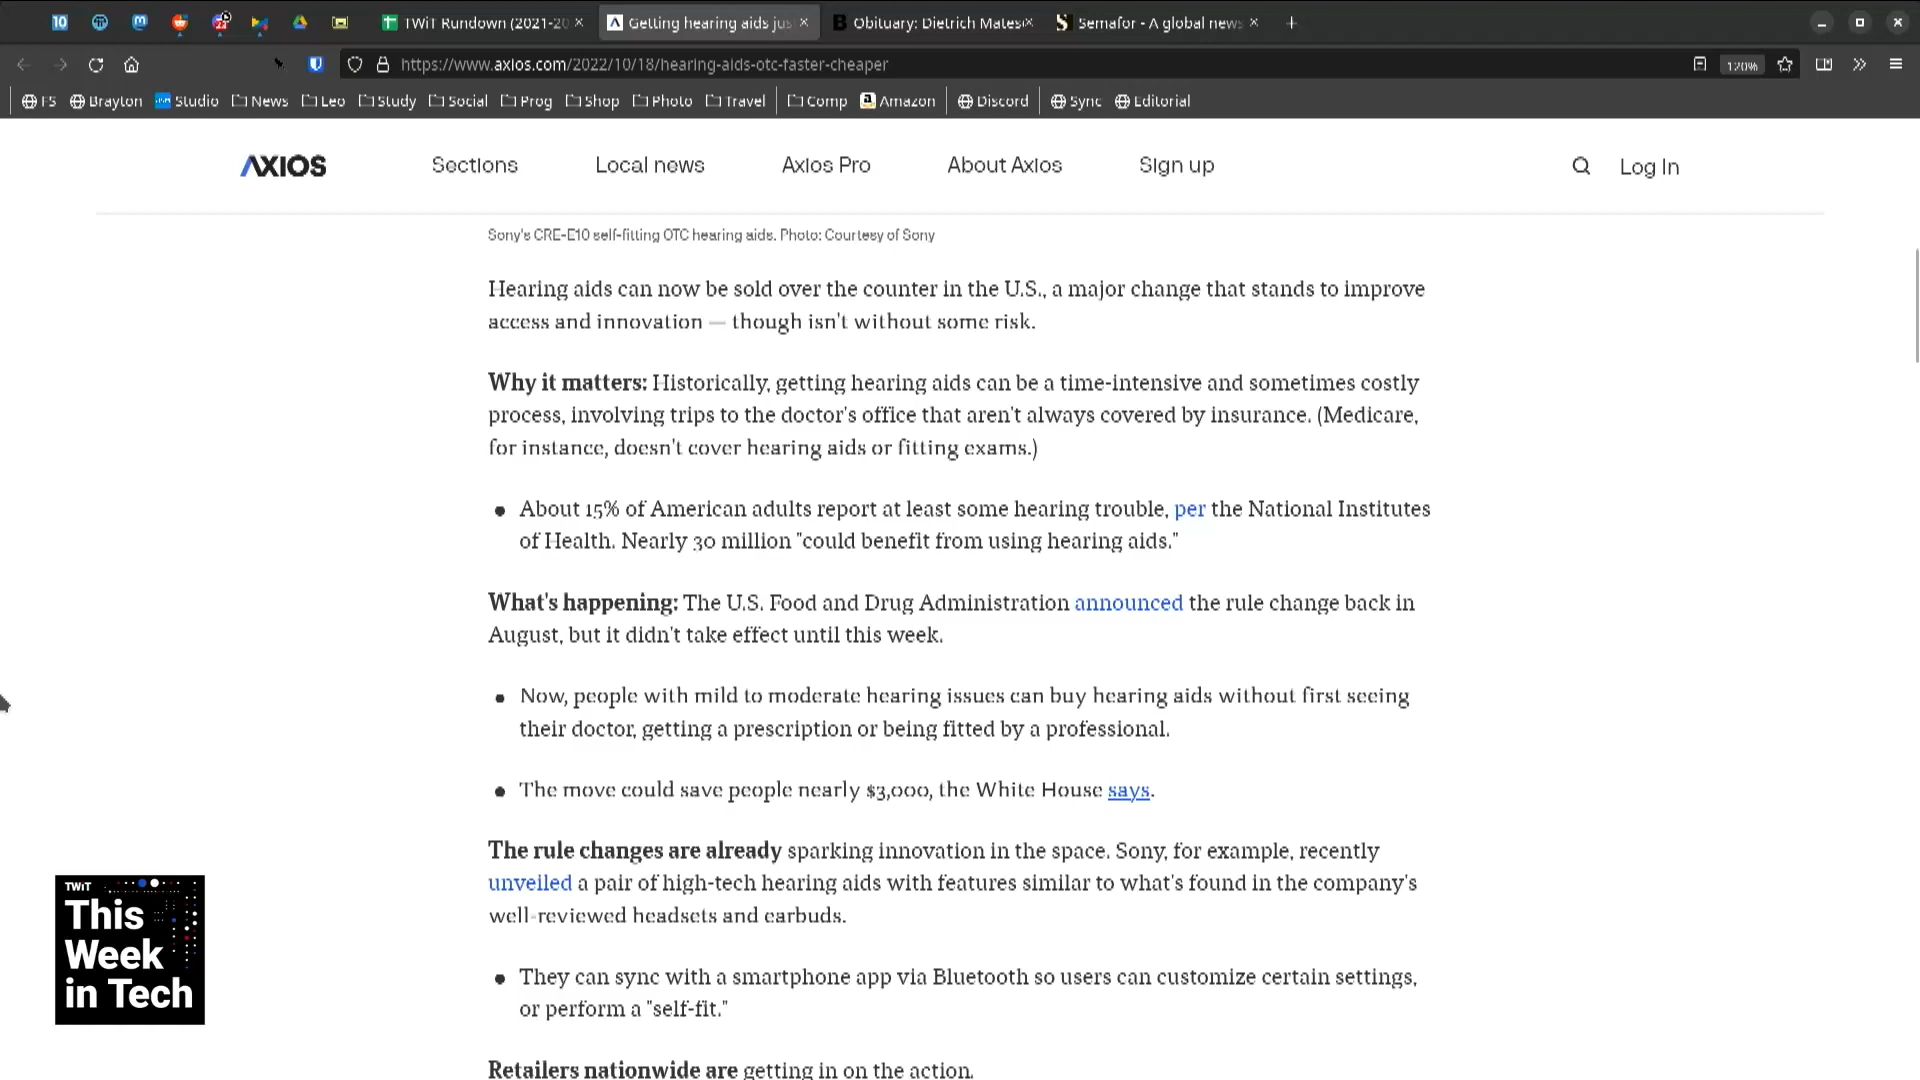 TWiT Rundown (2021-20
Getting hearing aids jus
Obituary: Dietrich Mates
Semafor - A global news
https://www.axios.com/2022/10/18/hearing-aids-otc-faster-cheaper
120%
FS Brayton Studio News Leo Study Social Prog Shop Photo Travel Comp Amazon Discord Sync Editorial
AXIOS Sections Local news Axios Pro About Axios Sign up Log In
Sony's CRE-E10 self-fitting OTC hearing aids. Photo: Courtesy of Sony
Hearing aids can now be sold over the counter in the U.S., a major change that stands to improve
access and innovation — though isn't without some risk.
Why it matters: Historically, getting hearing aids can be a time-intensive and sometimes costly
process, involving trips to the doctor's office that aren't always covered by insurance. (Medicare,
for instance, doesn't cover hearing aids or fitting exams.)
• About 15% of American adults report at least some hearing trouble, per the National Institutes
of Health. Nearly 30 million "could benefit from using hearing aids."
What's happening: The U.S. Food and Drug Administration announced the rule change back in
August, but it didn't take effect until this week.
• Now, people with mild to moderate hearing issues can buy hearing aids without first seeing
their doctor, getting a prescription or being fitted by a professional.
• The move could save people nearly $3,000, the White House says.
The rule changes are already sparking innovation in the space. Sony, for example, recently
unveiled a pair of high-tech hearing aids with features similar to what's found in the company's
well-reviewed headsets and earbuds.
• They can sync with a smartphone app via Bluetooth so users can customize certain settings,
or perform a "self-fit."
Retailers nationwide are getting in on the action.
TWiT
This
Week
in Tech